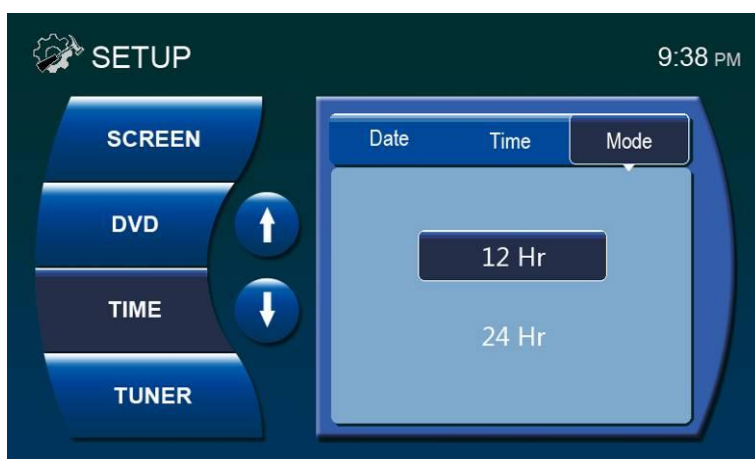 SETUP
9:38 PM
SCREEN
DVD
TIME
TUNER
Date Time Mode
12 Hr
24 Hr